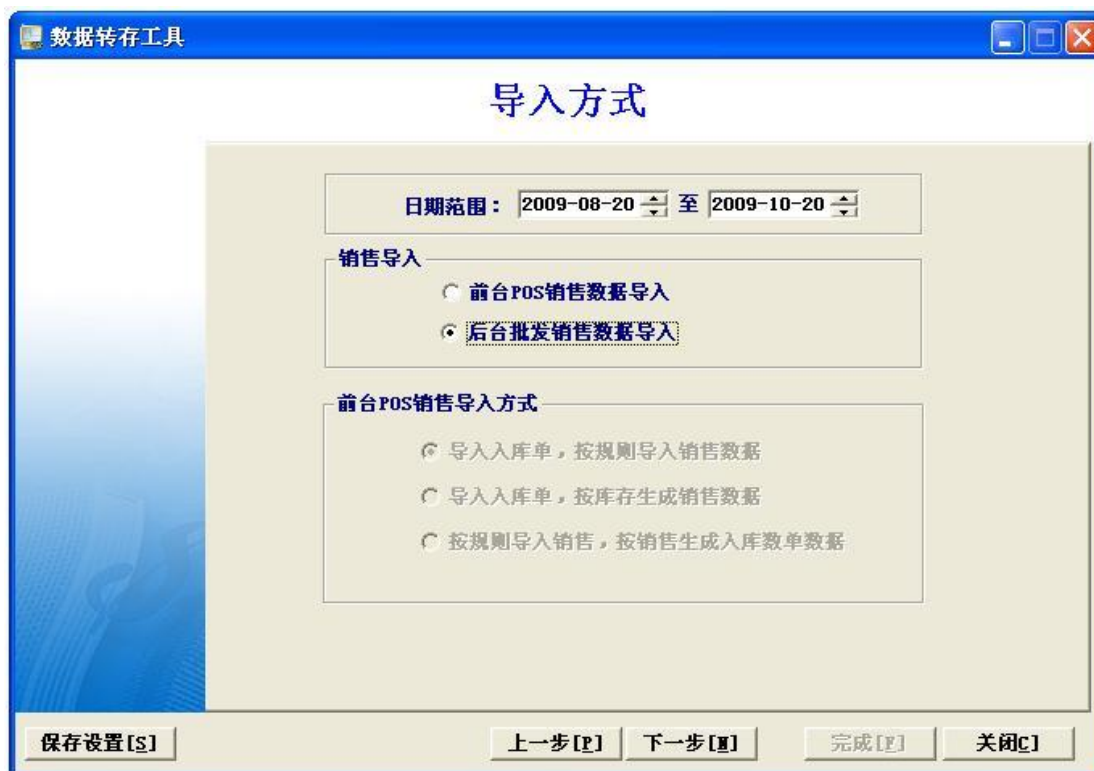 数据转存工具
导入方式
日期范围： 2009-08-20 至 2009-10-20
销售导入
前台POS销售数据导入
后台批发销售数据导入
前台POS销售导入方式
导入入库单，按规则导入销售数据
导入入库单，按库存生成销售数据
按规则导入销售，按销售生成入库数单数据
保存设置[S] 上一步[P] 下一步[N] 完成[F] 关闭C]